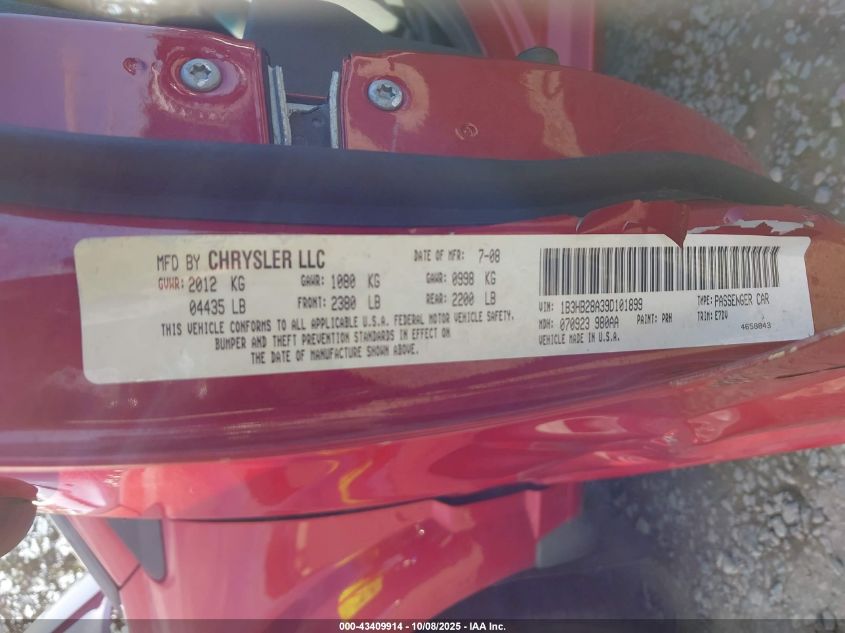 MFD BY CHRYSLER LLC DATE OF MFR: 7-08
GVWR: 2012 KG GAWR: 1080 KG GAWR: 0998 KG
04435 LB FRONT: 2380 LB REAR: 2200 LB
THIS VEHICLE CONFORMS TO ALL APPLICABLE U.S.A. FEDERAL MOTOR VEHICLE SAFETY.
BUMPER AND THEFT PREVENTION STANDARDS IN EFFECT ON
THE DATE OF MANUFACTURE SHOWN ABOVE.
VIN: 1B3HB28A39D101899 TYPE: PASSENGER CAR
MDH: 070923 980AA PAINT: PRH TRIM: E7DV
VEHICLE MADE IN U.S.A. 4658043
000-43409914 - 10/08/2025 - IAA Inc.